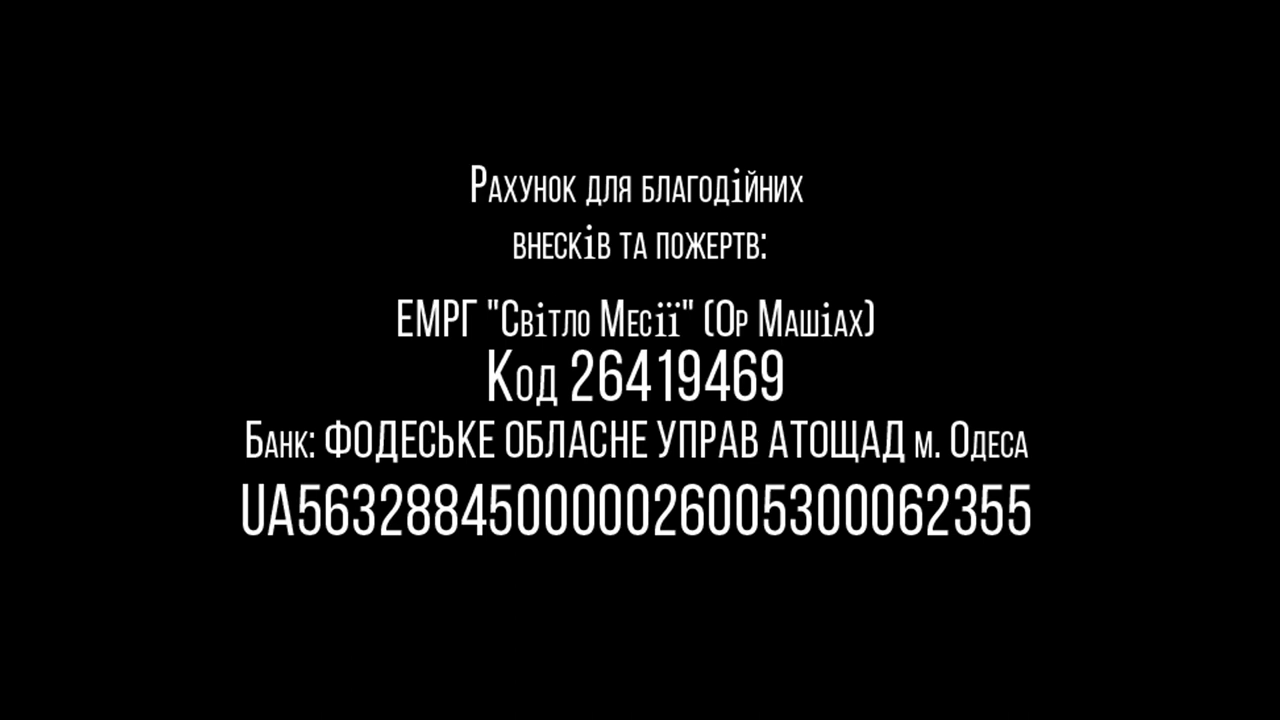 Рахунок для благодійних
внесків та пожертв:
ЕМРГ "Світло Месії" (Ор Машіах)
Код 26419469
Банк: ФОДЕСЬКЕ ОБЛАСНЕ УПРАВ АТОЩАД м. Одеса
UA563288450000026005300062355